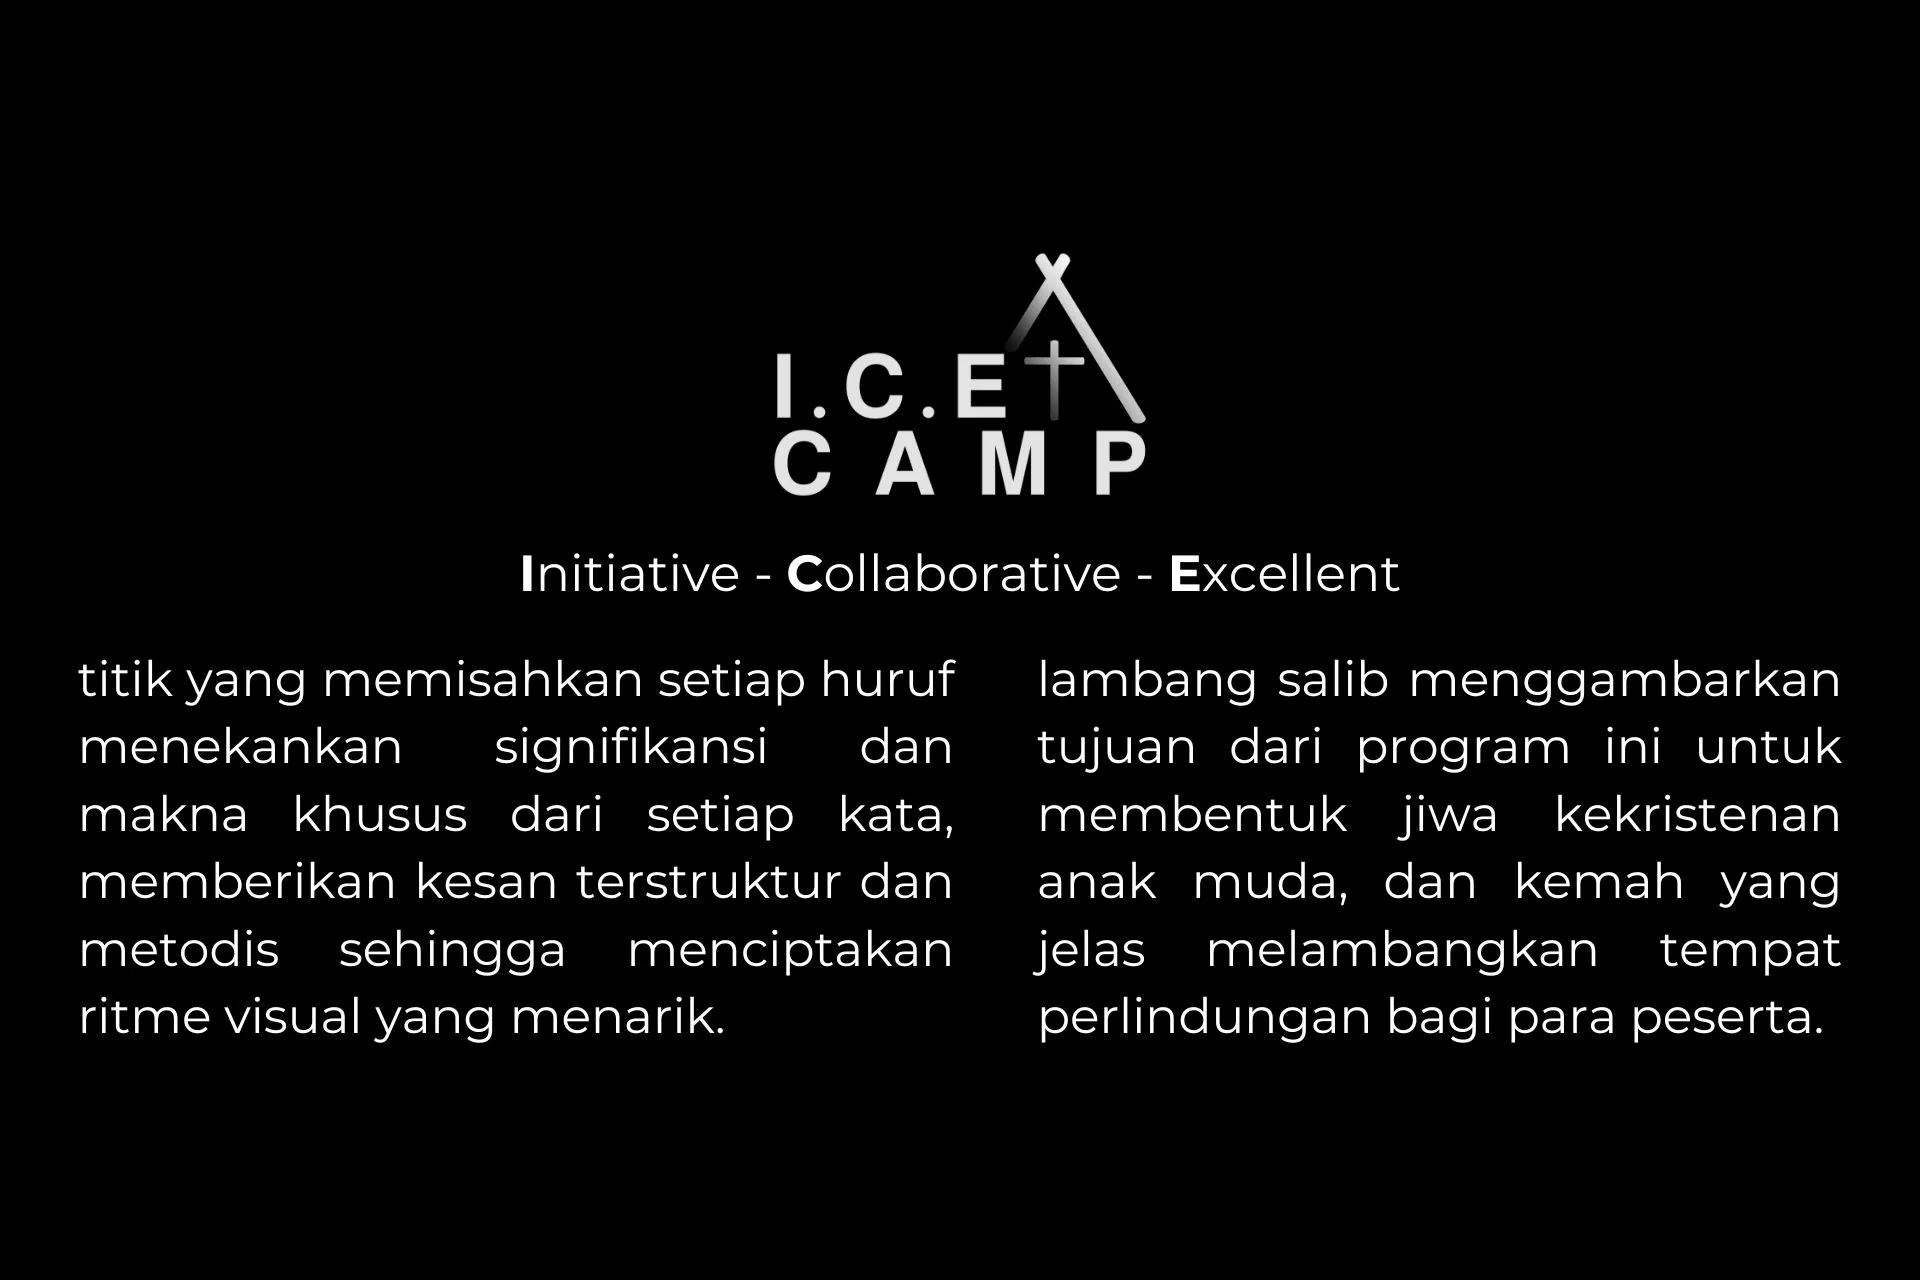 I.C.E
CAMP
Initiative - Collaborative - Excellent
titik yang memisahkan setiap huruf
menekankan signifikansi dan
makna khusus dari setiap kata,
memberikan kesan terstruktur dan
metodis sehingga menciptakan
ritme visual yang menarik.
lambang salib menggambarkan
tujuan dari program ini untuk
membentuk jiwa kekristenan
anak muda, dan kemah yang
jelas melambangkan tempat
perlindungan bagi para peserta.